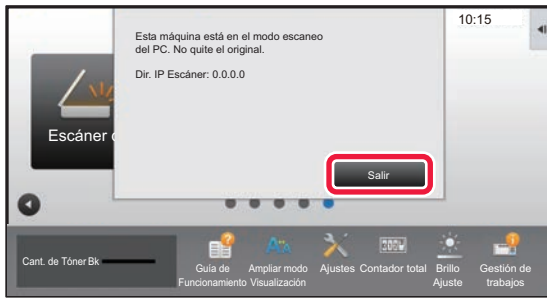 10:15
Esta máquina está en el modo escaneo
del PC. No quite el original.
Dir. IP Escáner: 0.0.0.0
Escáner
Salir
Cant. de Tóner Bk
Guía de
Funcionamiento
Ampliar modo
Visualización
Ajustes
Contador total
Brillo
Ajuste
Gestión de
trabajos